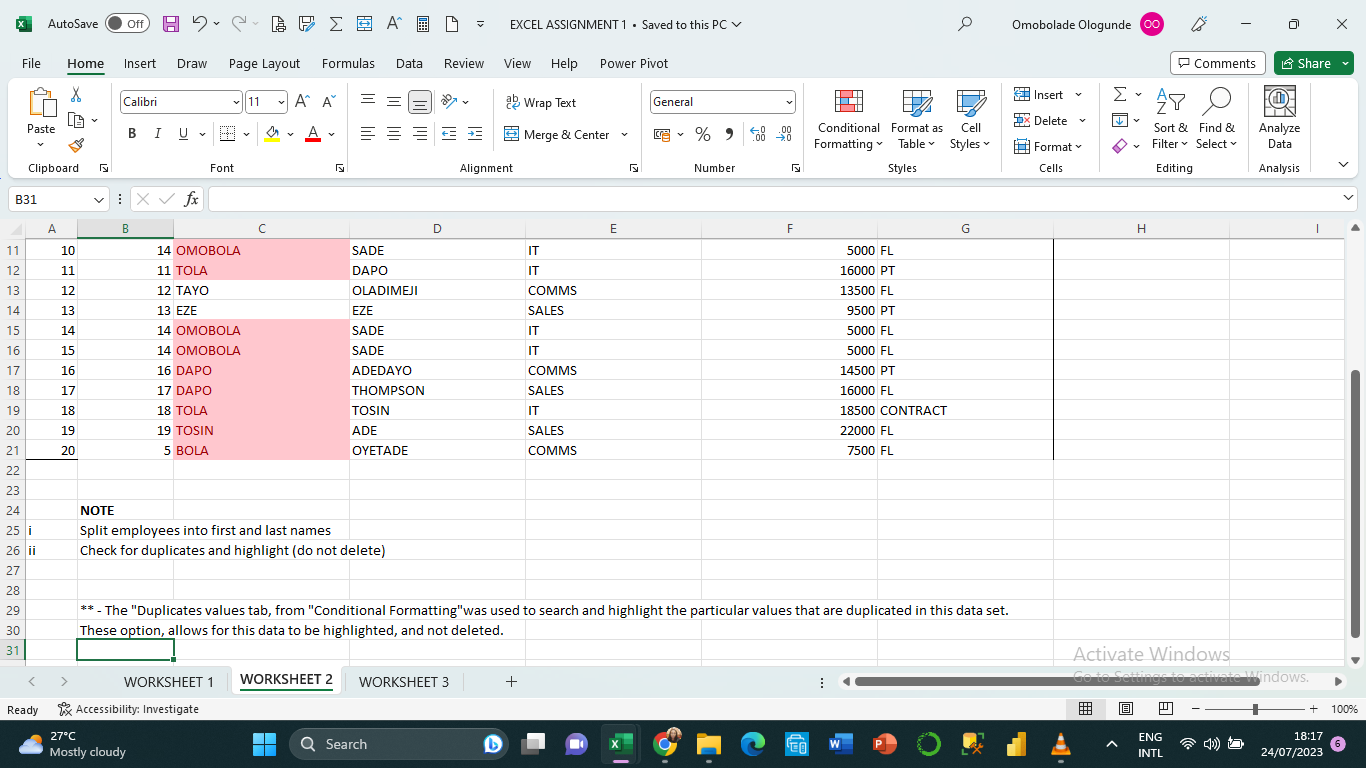 AutoSave Off EXCEL ASSIGNMENT 1 • Saved to this PC Omobolade Ologunde OO
File Home Insert Draw Page Layout Formulas Data Review View Help Power Pivot Comments Share
Calibri 11 ab Wrap Text General Insert
Paste B I U Merge & Center % Conditional Formatting Format as Table Cell Styles Delete Sort & Filter Find & Select Analyze Data
Format
Clipboard Font Alignment Number Styles Cells Editing Analysis
B31 fx
A B C D E F G H I
11 10 14 OMOBOLA SADE IT 5000 FL
12 11 11 TOLA DAPO IT 16000 PT
13 12 12 TAYO OLADIMEJI COMMS 13500 FL
14 13 13 EZE EZE SALES 9500 PT
15 14 14 OMOBOLA SADE IT 5000 FL
16 15 14 OMOBOLA SADE IT 5000 FL
17 16 16 DAPO ADEDAYO COMMS 14500 PT
18 17 17 DAPO THOMPSON SALES 16000 FL
19 18 18 TOLA TOSIN IT 18500 CONTRACT
20 19 19 TOSIN ADE SALES 22000 FL
21 20 5 BOLA OYETADE COMMS 7500 FL
22
23
24 NOTE
25 i Split employees into first and last names
26 ii Check for duplicates and highlight (do not delete)
27
28
29 ** - The "Duplicates values tab, from "Conditional Formatting"was used to search and highlight the particular values that are duplicated in this data set.
30 These option, allows for this data to be highlighted, and not deleted.
31
Activate Windows
Go to Settings to activate Windows.
WORKSHEET 1 WORKSHEET 2 WORKSHEET 3
Ready Accessibility: Investigate 100%
27°C
Mostly cloudy
Search
ENG
INTL
18:17
24/07/2023
6